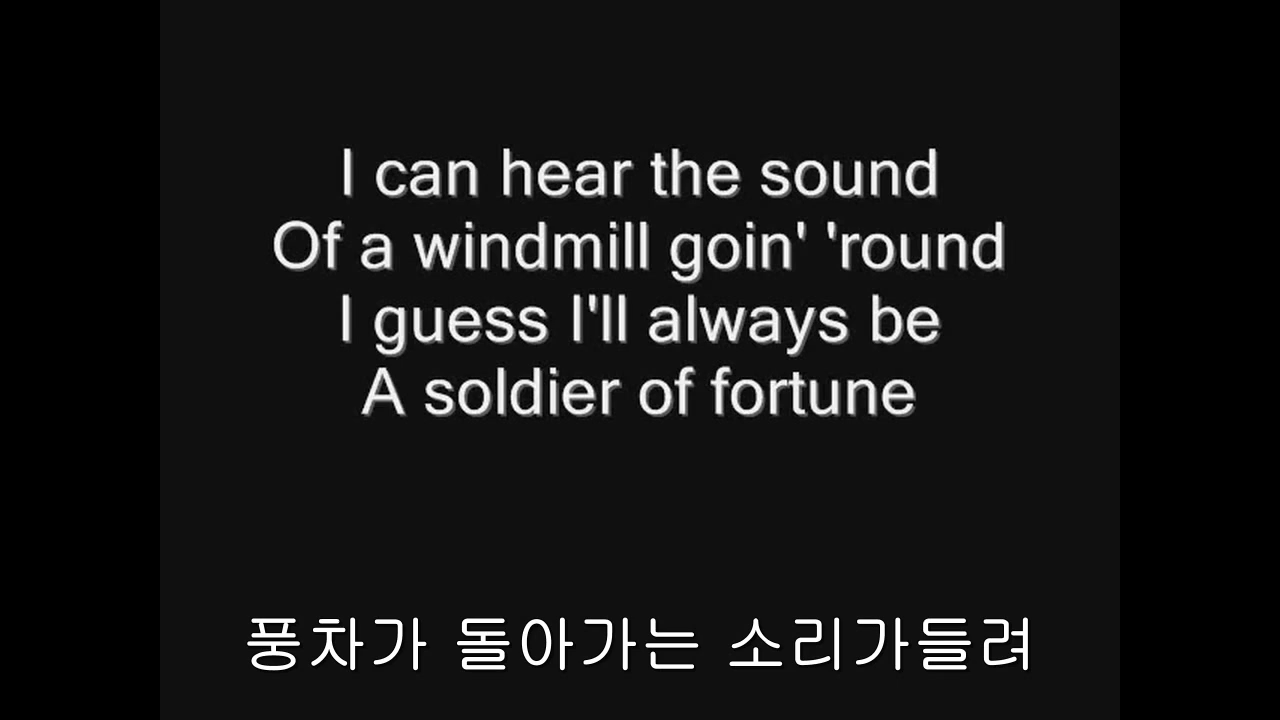 I can hear the sound
Of a windmill goin' 'round
I guess I'll always be
A soldier of fortune
풍차가 돌아가는 소리가들려